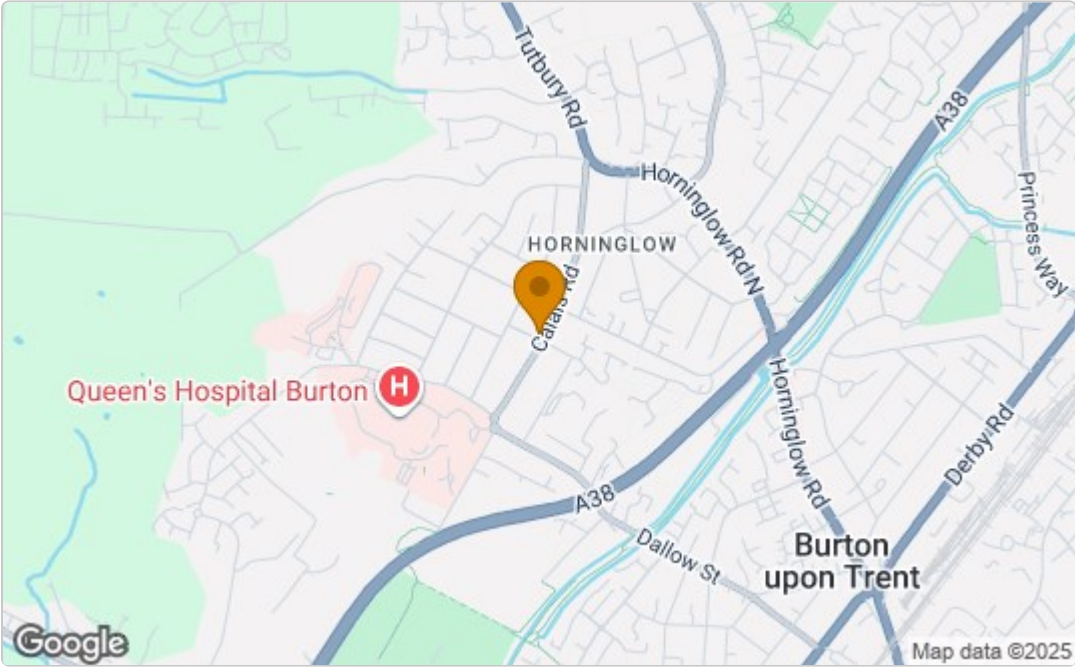 Tutbury Rd
A38
Horninglow Rd N
Princess Way
HORNINGLOW
Calais Rd
Queen's Hospital Burton
H
Horninglow Rd
Derby Rd
A38
Dallow St
Burton
upon Trent
Google
Map data ©2025